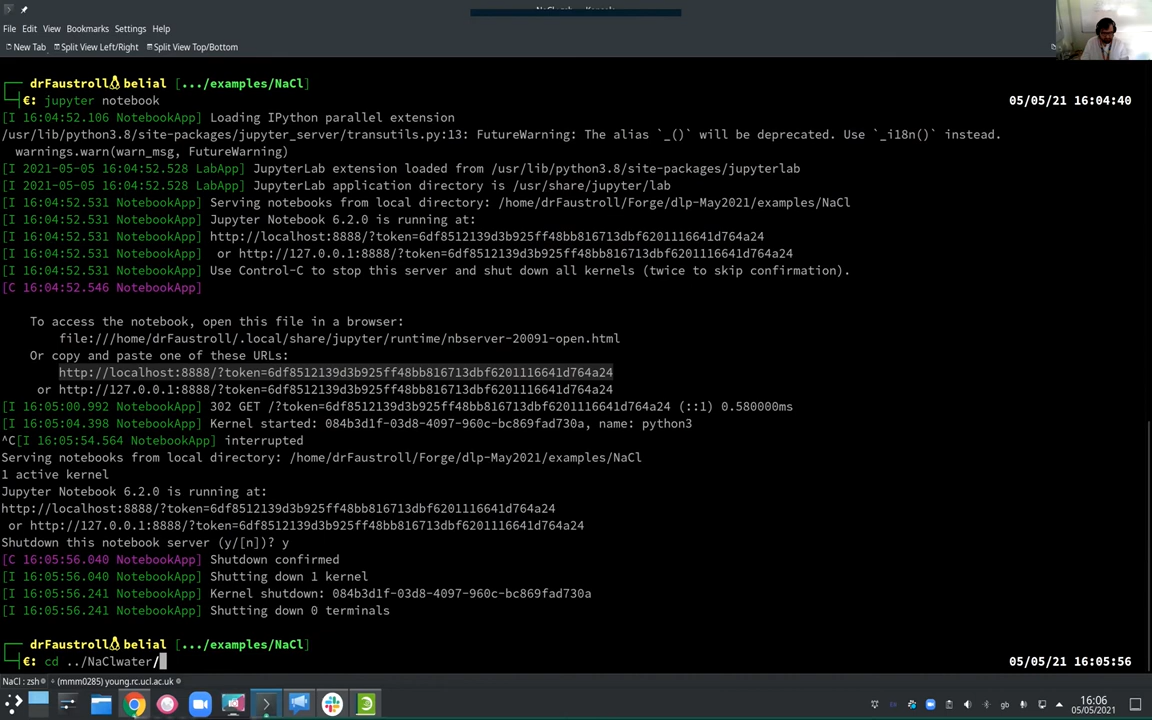 File Edit View Bookmarks Settings Help
New Tab Split View Left/Right Split View Top/Bottom
drFaustroll belial [.../examples/NaCl]
€: jupyter notebook 05/05/21 16:04:40
[I 16:04:52.106 NotebookApp] Loading IPython parallel extension
/usr/lib/python3.8/site-packages/jupyter_server/transutils.py:13: FutureWarning: The alias `_()` will be deprecated. Use `_i18n()` instead.
warnings.warn(warn_msg, FutureWarning)
[I 2021-05-05 16:04:52.528 LabApp] JupyterLab extension loaded from /usr/lib/python3.8/site-packages/jupyterlab
[I 2021-05-05 16:04:52.528 LabApp] JupyterLab application directory is /usr/share/jupyter/lab
[I 16:04:52.531 NotebookApp] Serving notebooks from local directory: /home/drFaustroll/Forge/dlp-May2021/examples/NaCl
[I 16:04:52.531 NotebookApp] Jupyter Notebook 6.2.0 is running at:
[I 16:04:52.531 NotebookApp] http://localhost:8888/?token=6df8512139d3b925ff48bb816713dbf6201116641d764a24
[I 16:04:52.531 NotebookApp] or http://127.0.0.1:8888/?token=6df8512139d3b925ff48bb816713dbf6201116641d764a24
[I 16:04:52.531 NotebookApp] Use Control-C to stop this server and shut down all kernels (twice to skip confirmation).
[C 16:04:52.546 NotebookApp]
To access the notebook, open this file in a browser:
file:///home/drFaustroll/.local/share/jupyter/runtime/nbserver-20091-open.html
Or copy and paste one of these URLs:
http://localhost:8888/?token=6df8512139d3b925ff48bb816713dbf6201116641d764a24
or http://127.0.0.1:8888/?token=6df8512139d3b925ff48bb816713dbf6201116641d764a24
[I 16:05:00.992 NotebookApp] 302 GET /?token=6df8512139d3b925ff48bb816713dbf6201116641d764a24 (::1) 0.580000ms
[I 16:05:04.398 NotebookApp] Kernel started: 084b3d1f-03d8-4097-960c-bc869fad730a, name: python3
^C[I 16:05:54.564 NotebookApp] interrupted
Serving notebooks from local directory: /home/drFaustroll/Forge/dlp-May2021/examples/NaCl
1 active kernel
Jupyter Notebook 6.2.0 is running at:
http://localhost:8888/?token=6df8512139d3b925ff48bb816713dbf6201116641d764a24
or http://127.0.0.1:8888/?token=6df8512139d3b925ff48bb816713dbf6201116641d764a24
Shutdown this notebook server (y/[n])? y
[C 16:05:56.040 NotebookApp] Shutdown confirmed
[I 16:05:56.040 NotebookApp] Shutting down 1 kernel
[I 16:05:56.241 NotebookApp] Kernel shutdown: 084b3d1f-03d8-4097-960c-bc869fad730a
[I 16:05:56.241 NotebookApp] Shutting down 0 terminals
drFaustroll belial [.../examples/NaCl]
€: cd ../NaClwater/ 05/05/21 16:05:56
NaCl : zsh (mmm0285) young.rc.ucl.ac.uk
gb 16:06
05/05/2021